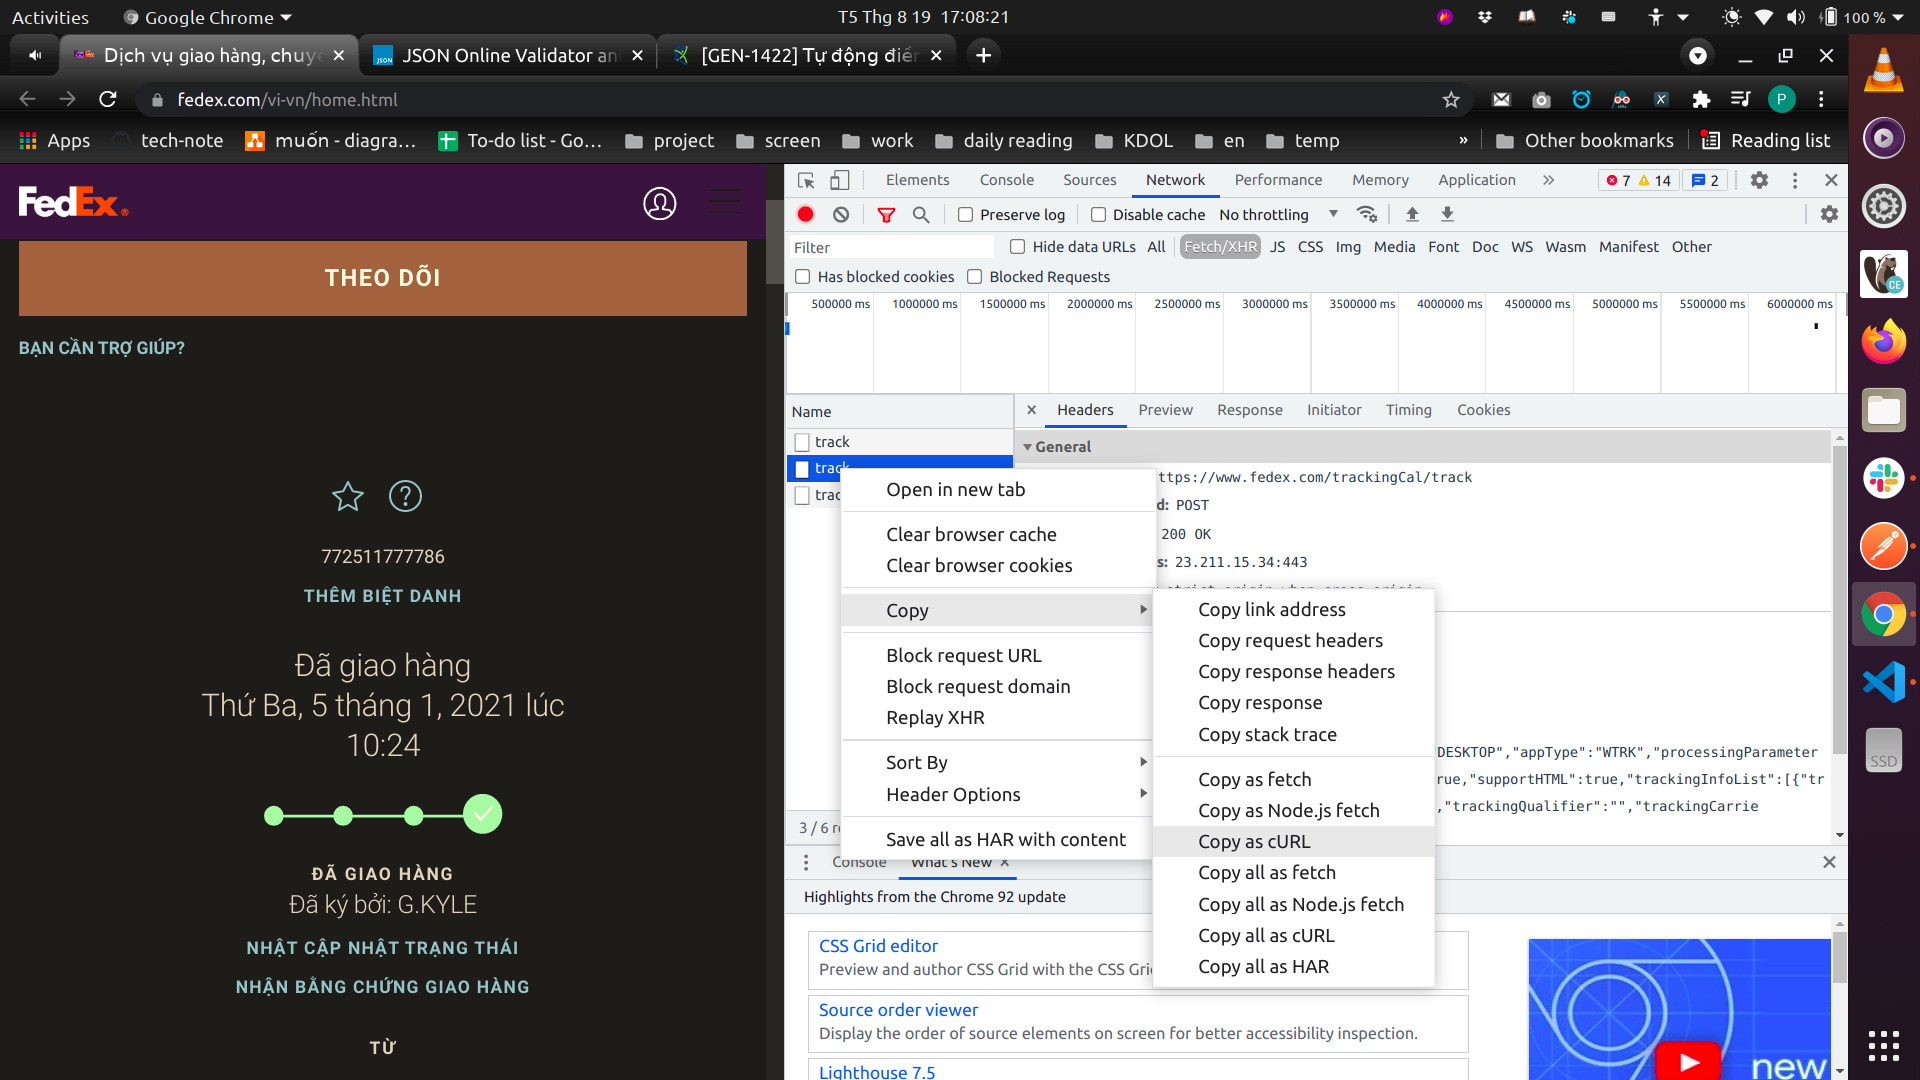 Activities
Google Chrome
T5 Thg 8 19 17:08:21
100 %
Dịch vụ giao hàng, chuyể
JSON Online Validator an
[GEN-1422] Tự động điề
fedex.com/vi-vn/home.html
X
P
Apps
tech-note
muốn - diagra...
To-do list - Go...
project
screen
work
daily reading
KDOL
en
temp
»
Other bookmarks
Reading list
FedEx
THEO DÕI
BẠN CẦN TRỢ GIÚP?
772511777786
THÊM BIỆT DANH
Đã giao hàng
Thứ Ba, 5 tháng 1, 2021 lúc
10:24
ĐÃ GIAO HÀNG
Đã ký bởi: G.KYLE
NHẬT CẬP NHẬT TRẠNG THÁI
NHẬN BẰNG CHỨNG GIAO HÀNG
TỪ
Elements Console Sources Network Performance Memory Application » 7 14 2
Preserve log Disable cache No throttling
Filter Hide data URLs All Fetch/XHR JS CSS Img Media Font Doc WS Wasm Manifest Other
Has blocked cookies Blocked Requests
500000 ms 1000000 ms 1500000 ms 2000000 ms 2500000 ms 3000000 ms 3500000 ms 4000000 ms 4500000 ms 5000000 ms 5500000 ms 6000000 ms
Name
track
track
trac
3 / 6 r
Headers Preview Response Initiator Timing Cookies
General
ttps://www.fedex.com/trackingCal/track
d: POST
200 OK
s: 23.211.15.34:443
DESKTOP","appType":"WTRK","processingParameter
rue,"supportHTML":true,"trackingInfoList":[{"tr
,"trackingQualifier":"","trackingCarrie
Open in new tab
Clear browser cache
Clear browser cookies
Copy
Block request URL
Block request domain
Replay XHR
Sort By
Header Options
Save all as HAR with content
Copy link address
Copy request headers
Copy response headers
Copy response
Copy stack trace
Copy as fetch
Copy as Node.js fetch
Copy as cURL
Copy all as fetch
Copy all as Node.js fetch
Copy all as cURL
Copy all as HAR
Console What's New
Highlights from the Chrome 92 update
CSS Grid editor
Preview and author CSS Grid with the CSS Gri
Source order viewer
Display the order of source elements on screen for better accessibility inspection.
Lighthouse 7.5
new
CE
SSD